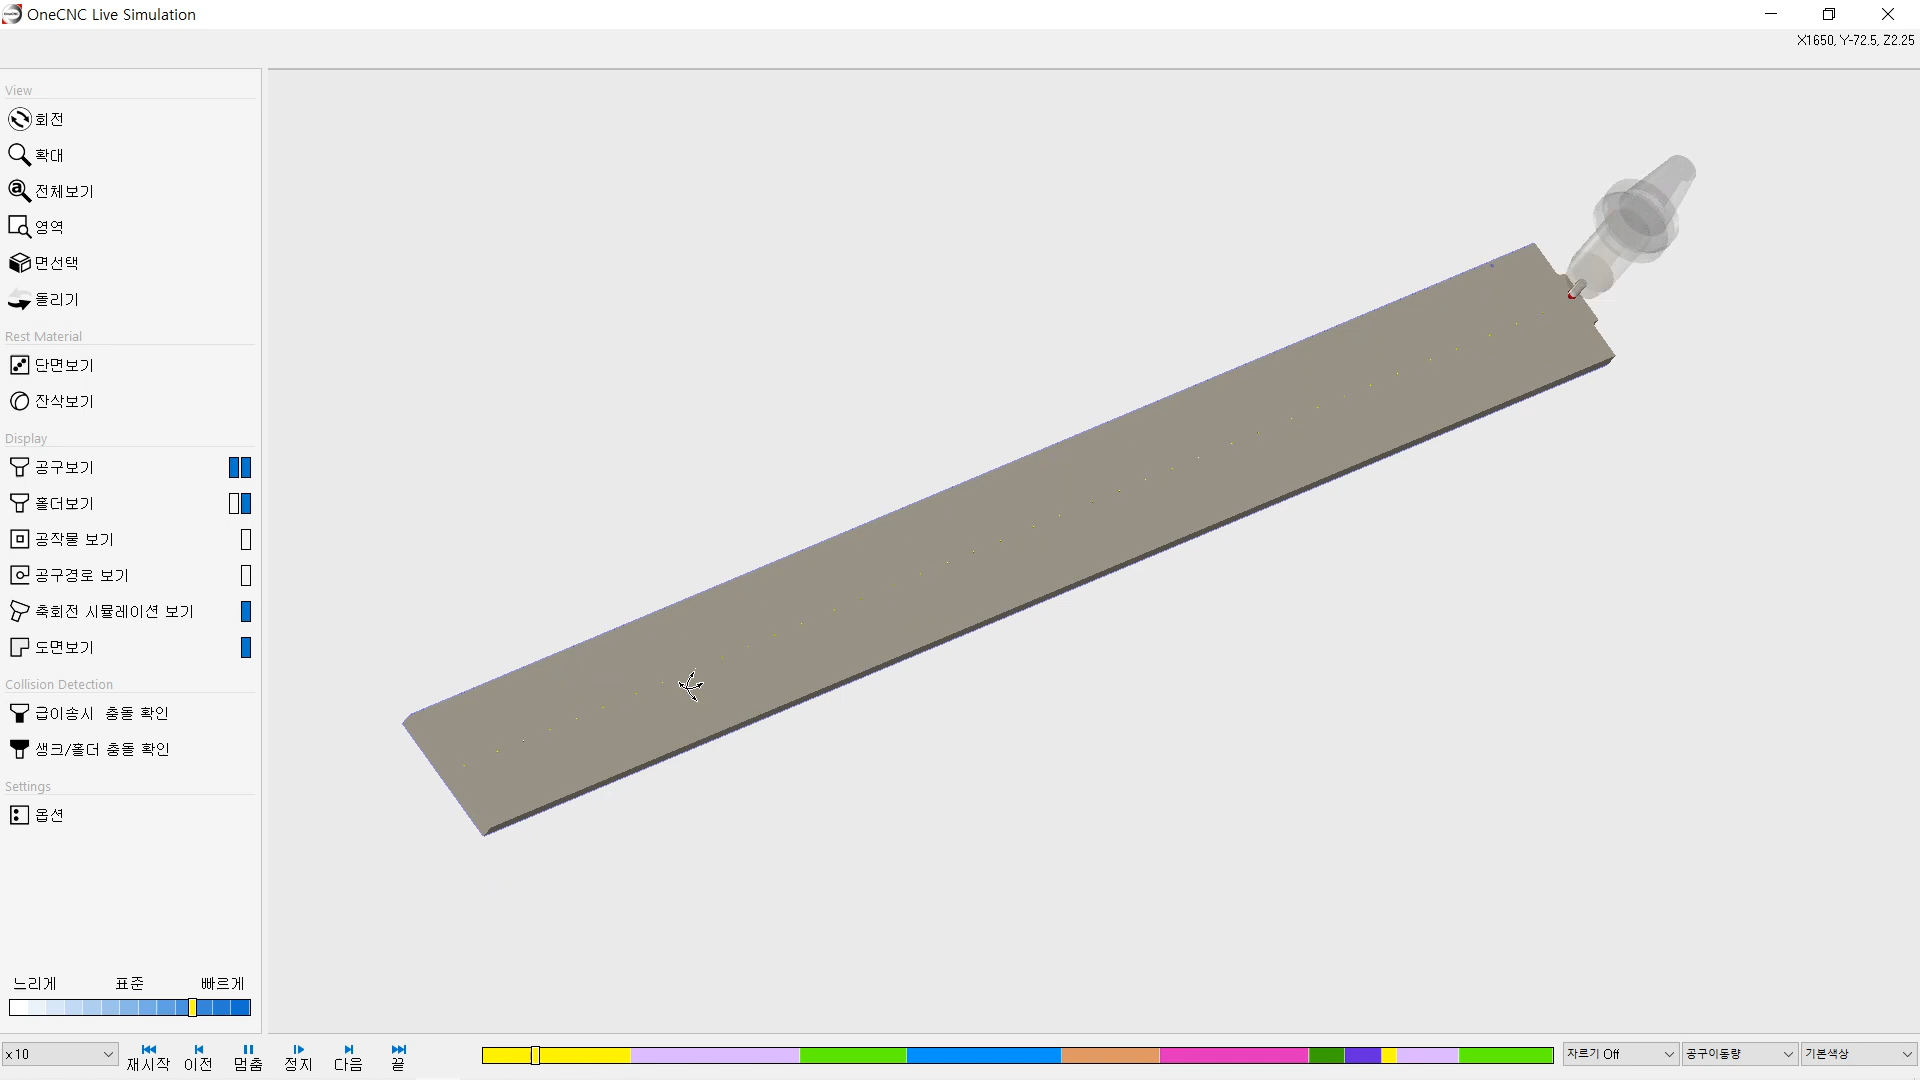 OneCNC Live Simulation
X1650, Y-72.5, Z2.25
View
회전
확대
전체보기
영역
면선택
돌리기
Rest Material
단면보기
잔삭보기
Display
공구보기
홀더보기
공작물 보기
공구경로 보기
축회전 시뮬레이션 보기
도면보기
Collision Detection
급이송시 충돌 확인
생크/홀더 충돌 확인
Settings
옵션
느리게 표준 빠르게
x10 재시작 이전 멈춤 정지 다음 끝 자르기 Off 공구이동량 기본색상